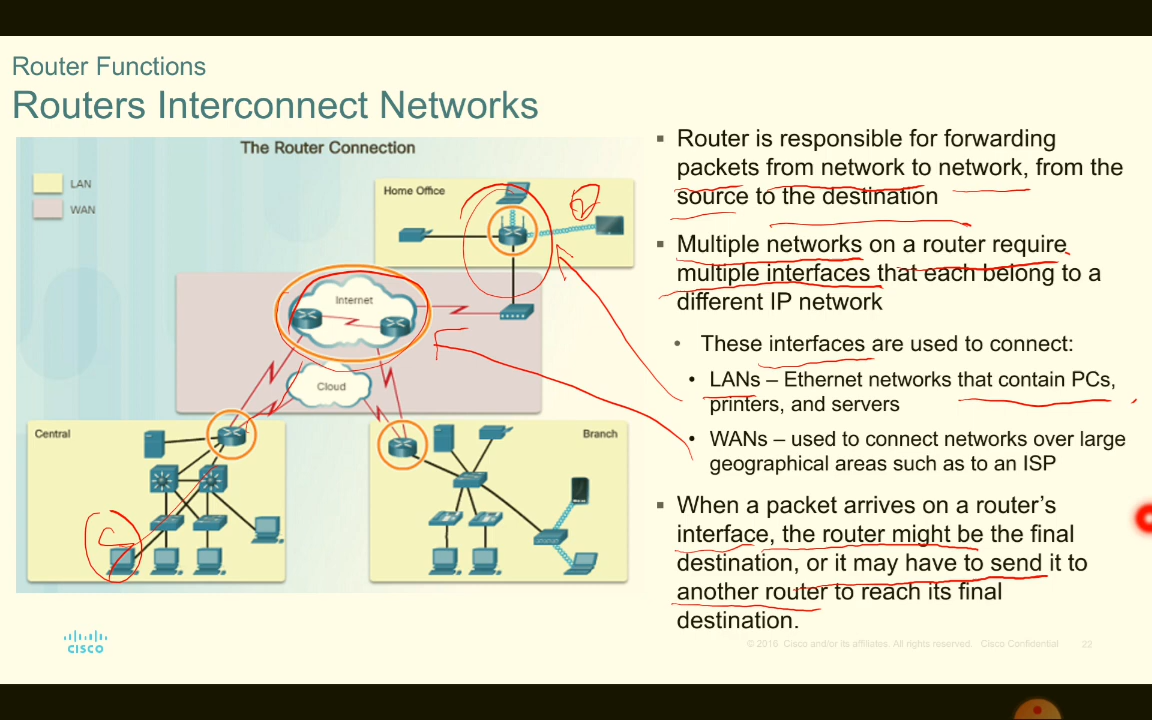 Router Functions
Routers Interconnect Networks
The Router Connection
LAN
WAN
Home Office
Internet
Cloud
Central
Branch
▪ Router is responsible for forwarding
packets from network to network, from the
source to the destination
▪ Multiple networks on a router require
multiple interfaces that each belong to a
different IP network
• These interfaces are used to connect:
• LANs – Ethernet networks that contain PCs,
printers, and servers
• WANs – used to connect networks over large
geographical areas such as to an ISP
▪ When a packet arrives on a router’s
interface, the router might be the final
destination, or it may have to send it to
another router to reach its final
destination.
CISCO
© 2016 Cisco and/or its affiliates. All rights reserved. Cisco Confidential 22